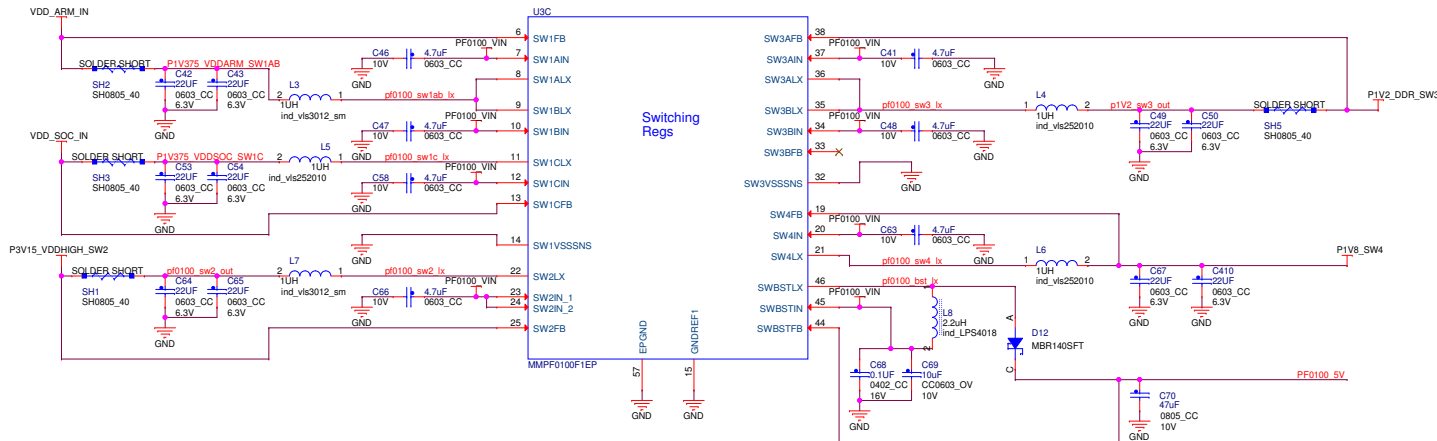 VDD_ARM_IN
U3C
SOLDER SHORT
P1V375_VDDARM_SW1AB
SH2
SH0805_40
C42
22UF
0603_CC
6.3V
C43
22UF
0603_CC
6.3V
GND
L3
2
1
1UH
ind_vls3012_sm
pf0100_sw1ab_lx
C46
10V
4.7uF
0603_CC
GND
PF0100_VIN
6
SW1FB
7
SW1AIN
8
SW1ALX
9
SW1BLX
10
SW1BIN
C47
10V
4.7uF
0603_CC
GND
PF0100_VIN
VDD_SOC_IN
SOLDER SHORT
P1V375_VDDSOC_SW1C
SH3
SH0805_40
C53
22UF
0603_CC
6.3V
C54
22UF
0603_CC
6.3V
GND
L5
2
1
1UH
ind_vls252010
pf0100_sw1c_lx
11
SW1CLX
12
SW1CIN
13
SW1CFB
C58
10V
4.7uF
0603_CC
GND
PF0100_VIN
14
SW1VSSSNS
GND
P3V15_VDDHIGH_SW2
SOLDER SHORT
pf0100_sw2_out
SH1
SH0805_40
C64
22UF
0603_CC
6.3V
C65
22UF
0603_CC
6.3V
GND
L7
2
1
1UH
ind_vls3012_sm
pf0100_sw2_lx
22
SW2LX
23
SW2IN_1
24
SW2IN_2
25
SW2FB
C66
10V
4.7uF
0603_CC
GND
PF0100_VIN
Switching
Regs
EPGND
57
GND
GNDREF1
15
GND
MMPF0100F1EP
SW3AFB
38
SW3AIN
37
SW3ALX
36
SW3BLX
35
SW3BIN
34
SW3BFB
33
SW3VSSSNS
32
PF0100_VIN
C41
10V
4.7uF
0603_CC
GND
pf0100_sw3_lx
L4
1
2
1UH
ind_vls252010
p1V2_sw3_out
C49
22UF
0603_CC
6.3V
C50
22UF
0603_CC
6.3V
GND
SOLDER SHORT
SH5
SH0805_40
P1V2_DDR_SW3
PF0100_VIN
C48
10V
4.7uF
0603_CC
GND
GND
SW4FB
19
SW4IN
20
SW4LX
21
PF0100_VIN
C63
10V
4.7uF
0603_CC
GND
pf0100_sw4_lx
L6
1
2
1UH
ind_vls252010
P1V8_SW4
C67
22UF
0603_CC
6.3V
GND
C410
22UF
0603_CC
6.3V
GND
SWBSTLX
46
SWBSTIN
45
SWBSTFB
44
pf0100_bst_lx
PF0100_VIN
1
L8
2.2uH
ind_LPS4018
2
A
D12
MBR140SFT
C
C68
0.1UF
0402_CC
16V
GND
C69
10uF
CC0603_OV
10V
PF0100_5V
C70
47uF
0805_CC
10V
GND